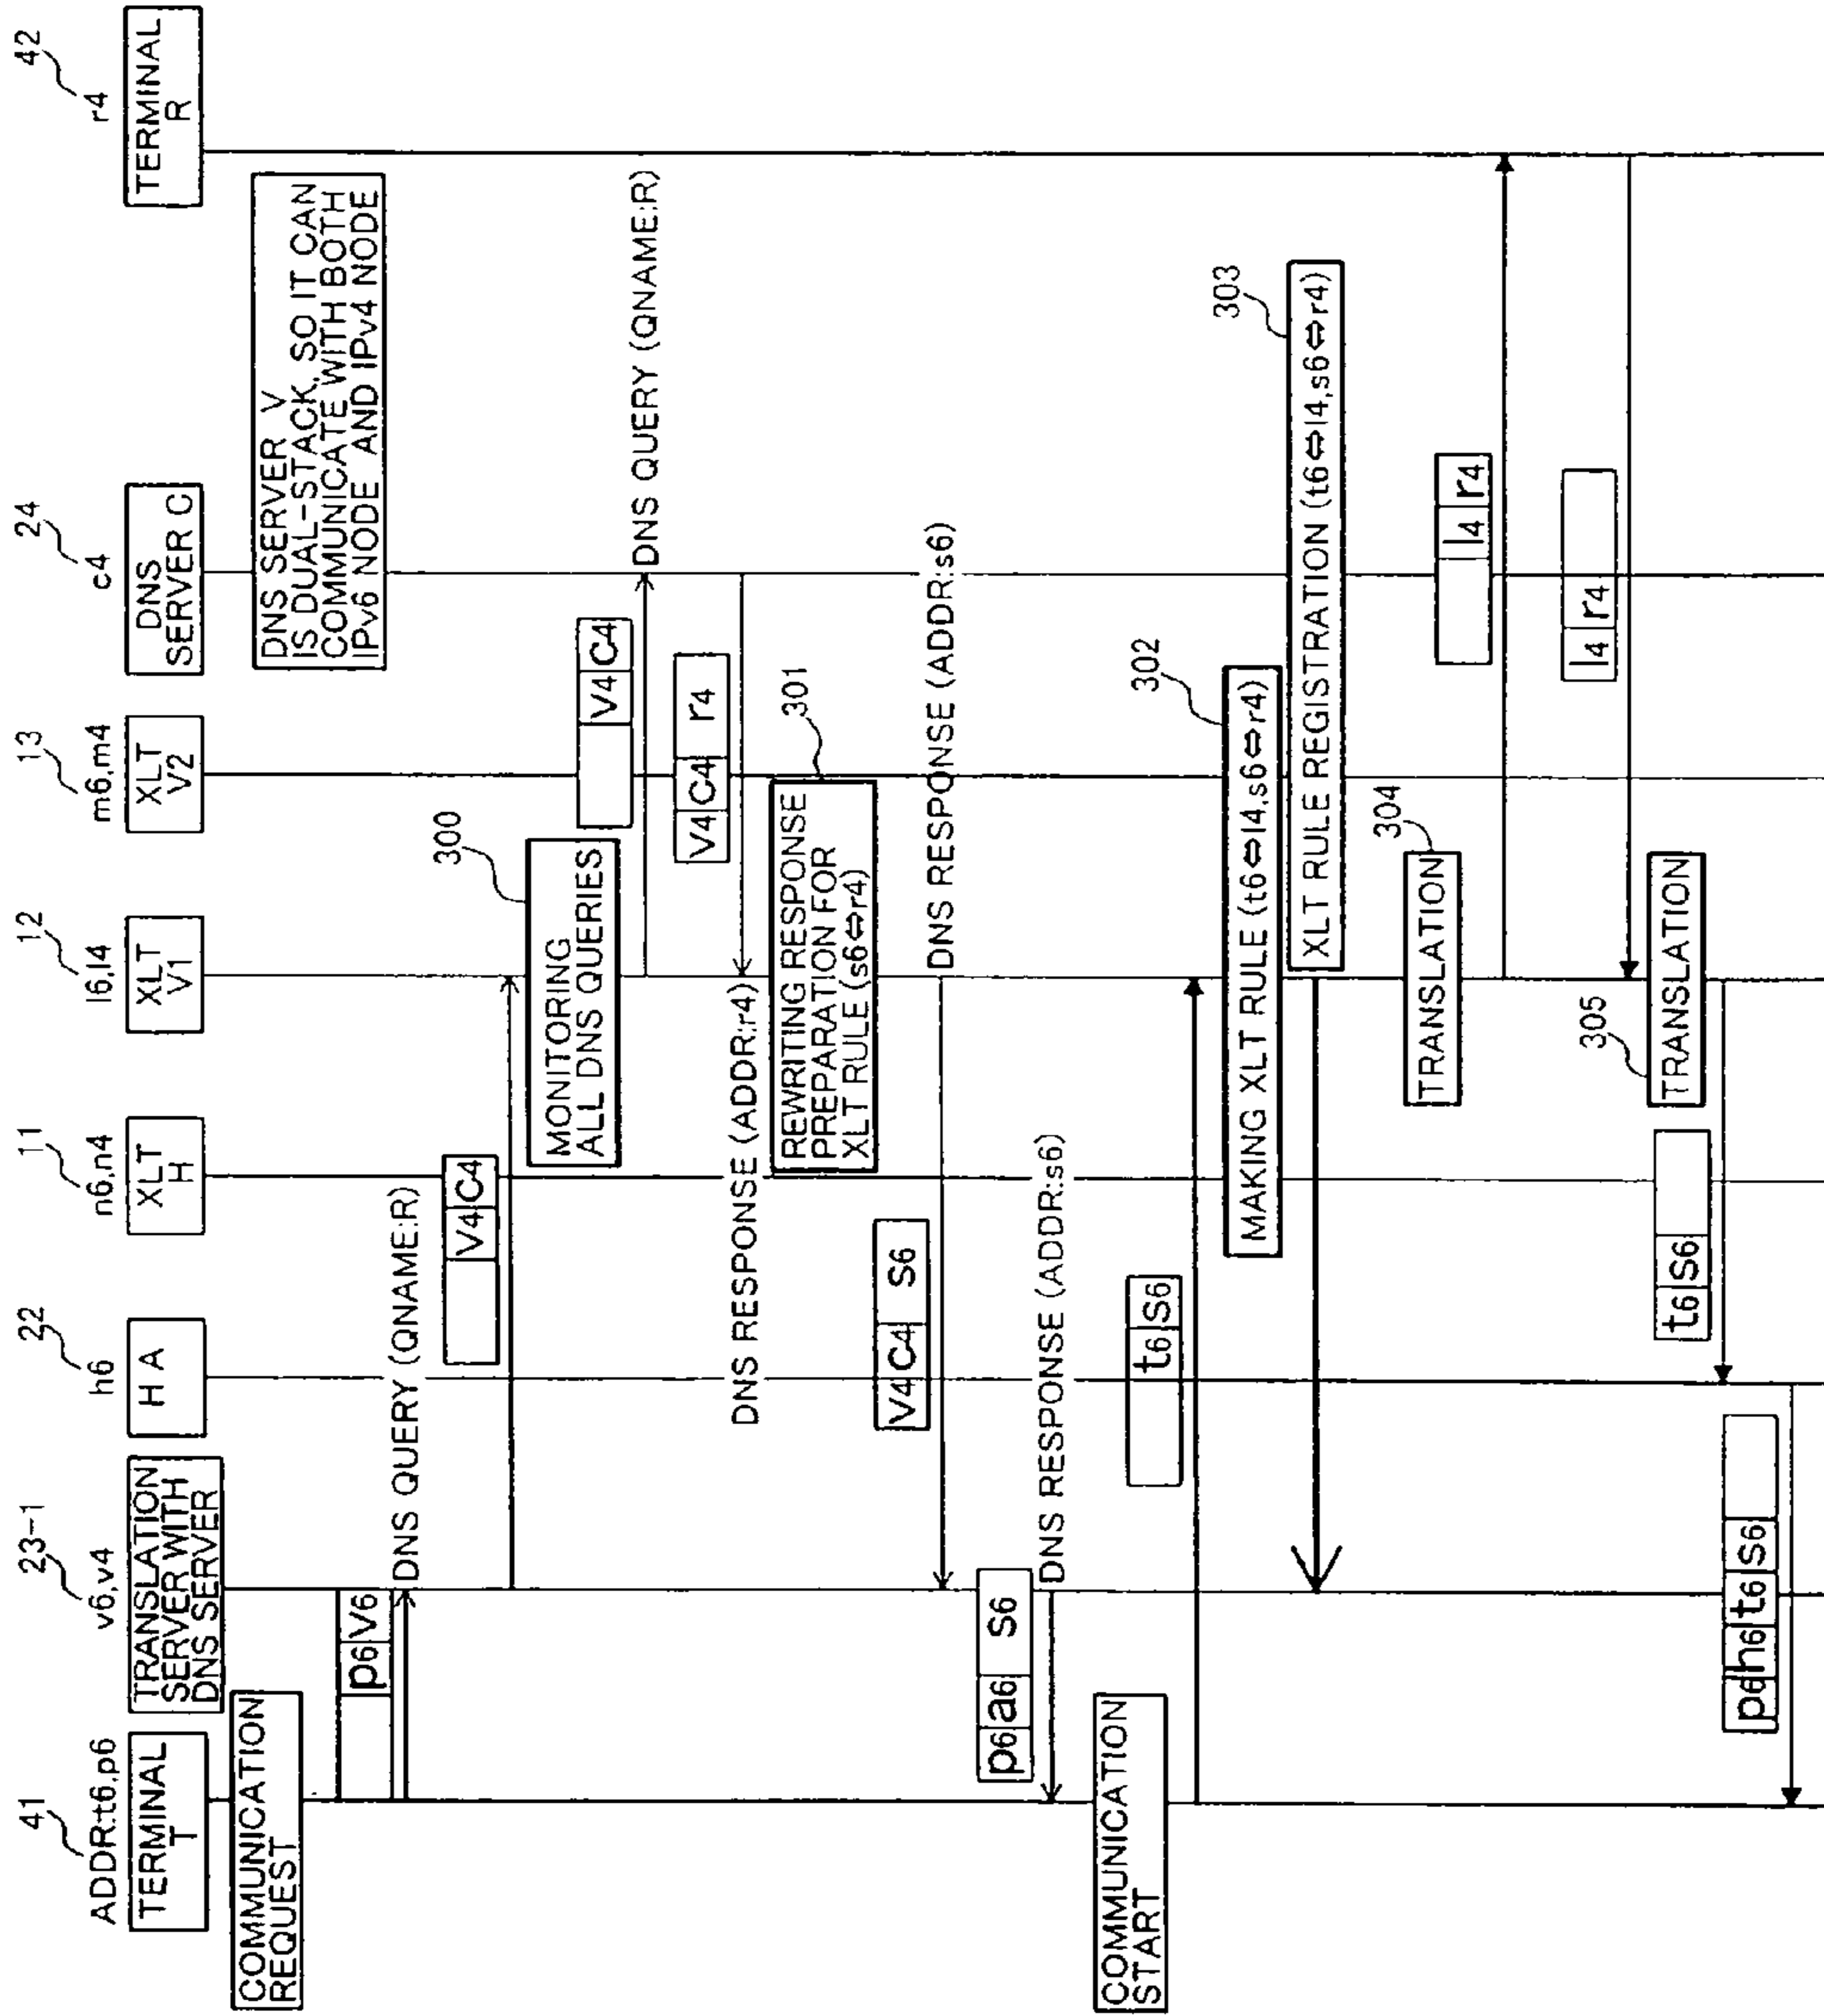 41
ADDR:t6,p6
TERMINAL
T
23-1
v6,v4
TRANSLATION
SERVER WITH
DNS SERVER
22
h6
H A
11
n6,n4
XLT
H
12
l6,l4
XLT
V1
13
m6,m4
XLT
V2
24
c4
DNS
SERVER C
42
r4
TERMINAL
R
COMMUNICATION
REQUEST
DNS SERVER V
IS DUAL-STACK, SO IT CAN
COMMUNICATE WITH BOTH
IPv6 NODE AND IPv4 NODE
p6 v6
DNS QUERY (QNAME:R)
v4 c4
300
MONITORING
ALL DNS QUERIES
v4 c4
DNS QUERY (QNAME:R)
v4 c4 r4
DNS RESPONSE (ADDR:r4)
301
REWRITING RESPONSE
PREPARATION FOR
XLT RULE (s6⇔r4)
v4 c4 s6
DNS RESPONSE (ADDR:s6)
p6 a6 s6
DNS RESPONSE (ADDR:s6)
COMMUNICATION
START
t6 s6
302
MAKING XLT RULE (t6⇔l4,s6⇔r4)
303
XLT RULE REGISTRATION (t6⇔l4,s6⇔r4)
304
TRANSLATION
l4 r4
l4 r4
305
TRANSLATION
t6 s6
p6 h6 t6 s6